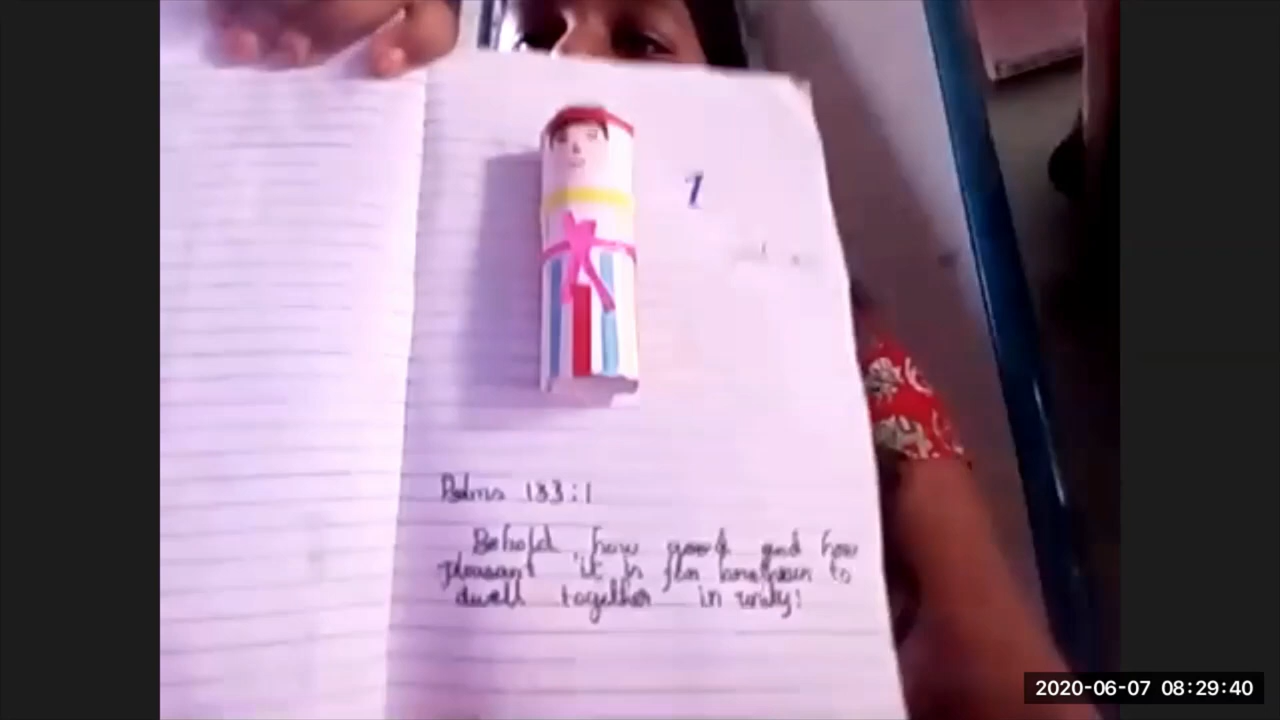 1
Psalms 133:1
Behold, how good and how
pleasant it is for brethren to
dwell together in unity!
2020-06-07 08:29:40